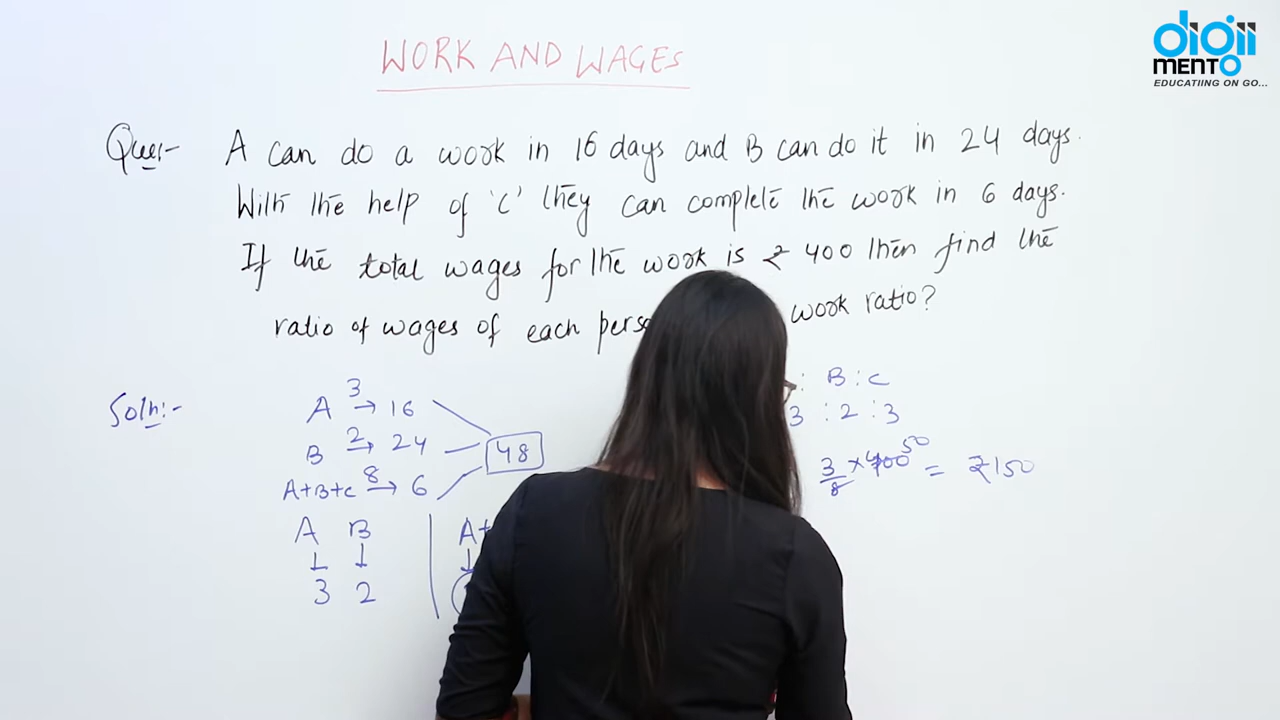 digii
MENTO
EDUCATIING ON GO...
WORK AND WAGES
Ques:- A can do a work in 16 days and B can do it in 24 days.
With the help of 'C' they can complete the work in 6 days.
If the total wages for the work is ₹ 400 then find the
ratio of wages of each work ratio?
Soln:-
A 3→ 16
B 2→ 24
A+B+C 8→ 6
48
A B
↓ ↓
3 2
A+
↓
: B : C
3 : 2 : 3
3/8 × 400 50 = ₹150